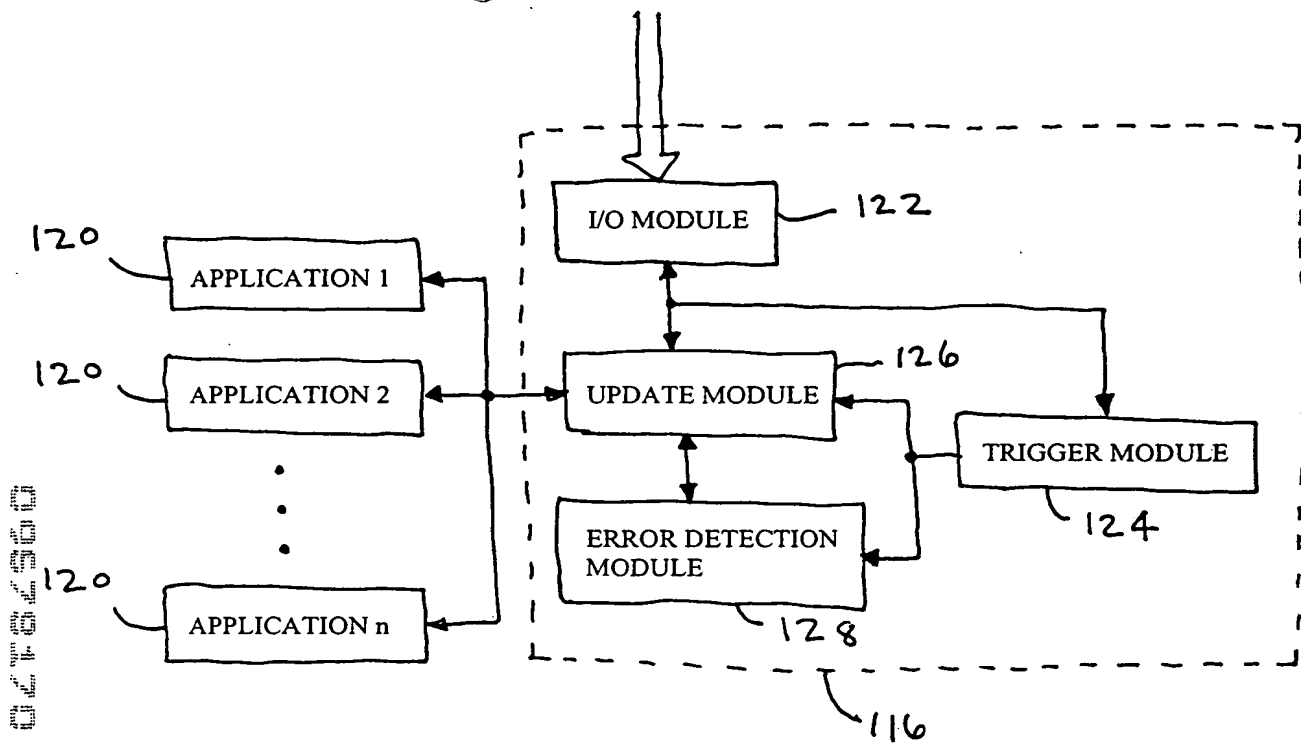 I/O MODULE
122
120
APPLICATION 1
126
120
APPLICATION 2
UPDATE MODULE
TRIGGER MODULE
124
ERROR DETECTION
MODULE
120
APPLICATION n
128
116